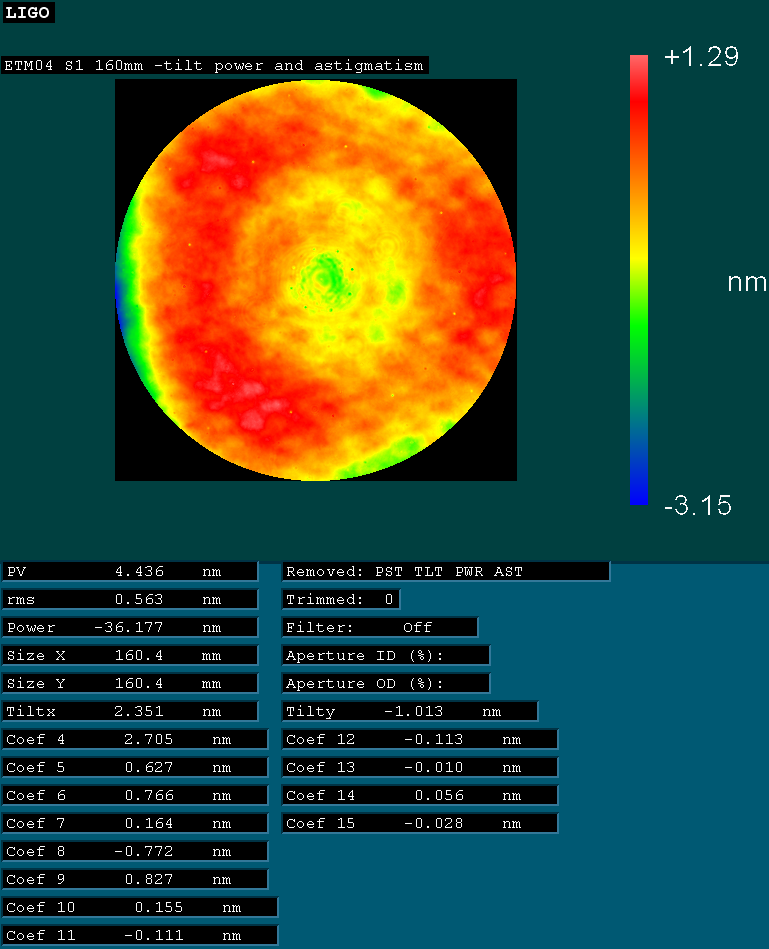 LIGO
ETM04 S1 160mm -tilt power and astigmatism
+1.29
nm
-3.15
PV 4.436 nm
Removed: PST TLT PWR AST
rms 0.563 nm
Trimmed: 0
Power -36.177 nm
Filter: Off
Size X 160.4 mm
Aperture ID (%):
Size Y 160.4 mm
Aperture OD (%):
Tiltx 2.351 nm
Tilty -1.013 nm
Coef 4 2.705 nm
Coef 12 -0.113 nm
Coef 5 0.627 nm
Coef 13 -0.010 nm
Coef 6 0.766 nm
Coef 14 0.056 nm
Coef 7 0.164 nm
Coef 15 -0.028 nm
Coef 8 -0.772 nm
Coef 9 0.827 nm
Coef 10 0.155 nm
Coef 11 -0.111 nm